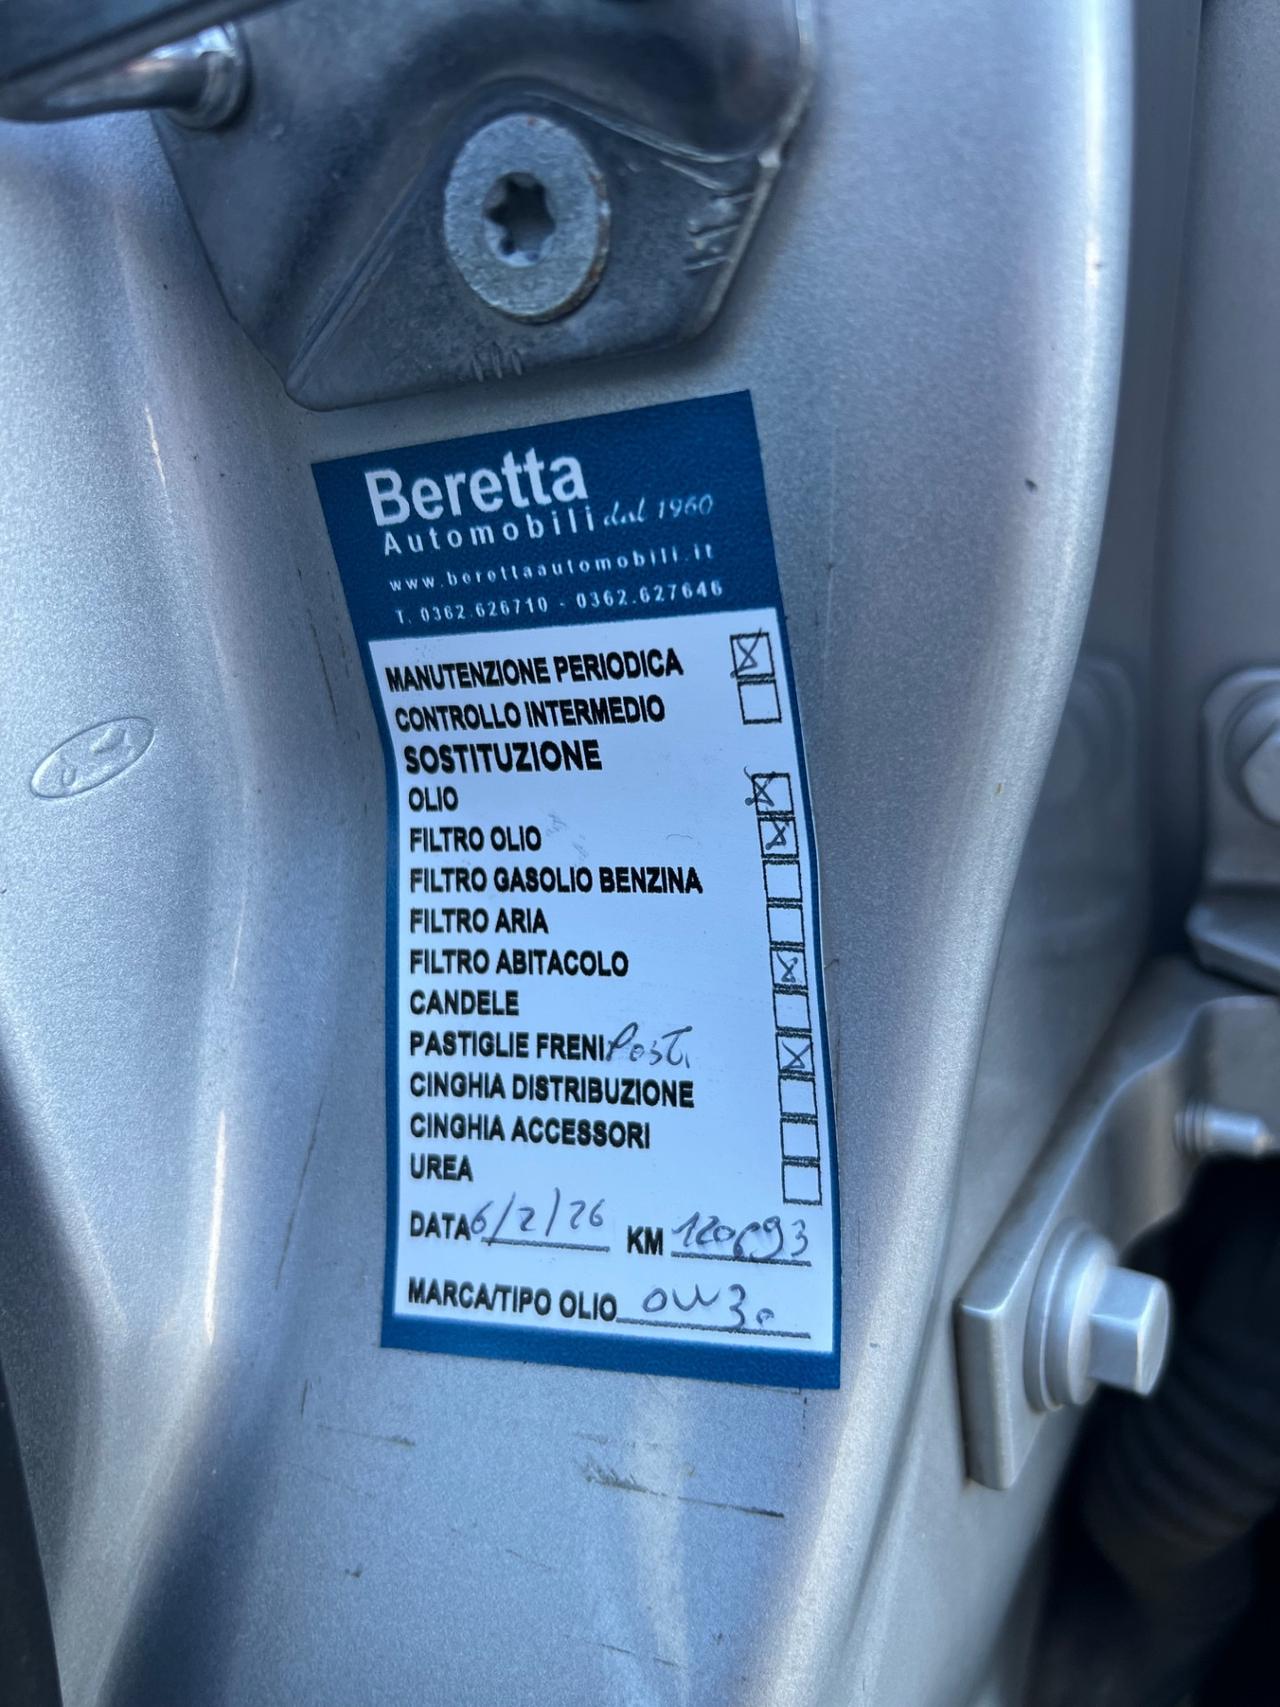 Beretta
Automobili dal 1960
www.berettaautomobili.it
T. 0362.626710 - 0362.627646
MANUTENZIONE PERIODICA
CONTROLLO INTERMEDIO
SOSTITUZIONE
OLIO
FILTRO OLIO
FILTRO GASOLIO BENZINA
FILTRO ARIA
FILTRO ABITACOLO
CANDELE
PASTIGLIE FRENI Post.
CINGHIA DISTRIBUZIONE
CINGHIA ACCESSORI
UREA
DATA 6/2/26 KM 120693
MARCA/TIPO OLIO 0W30